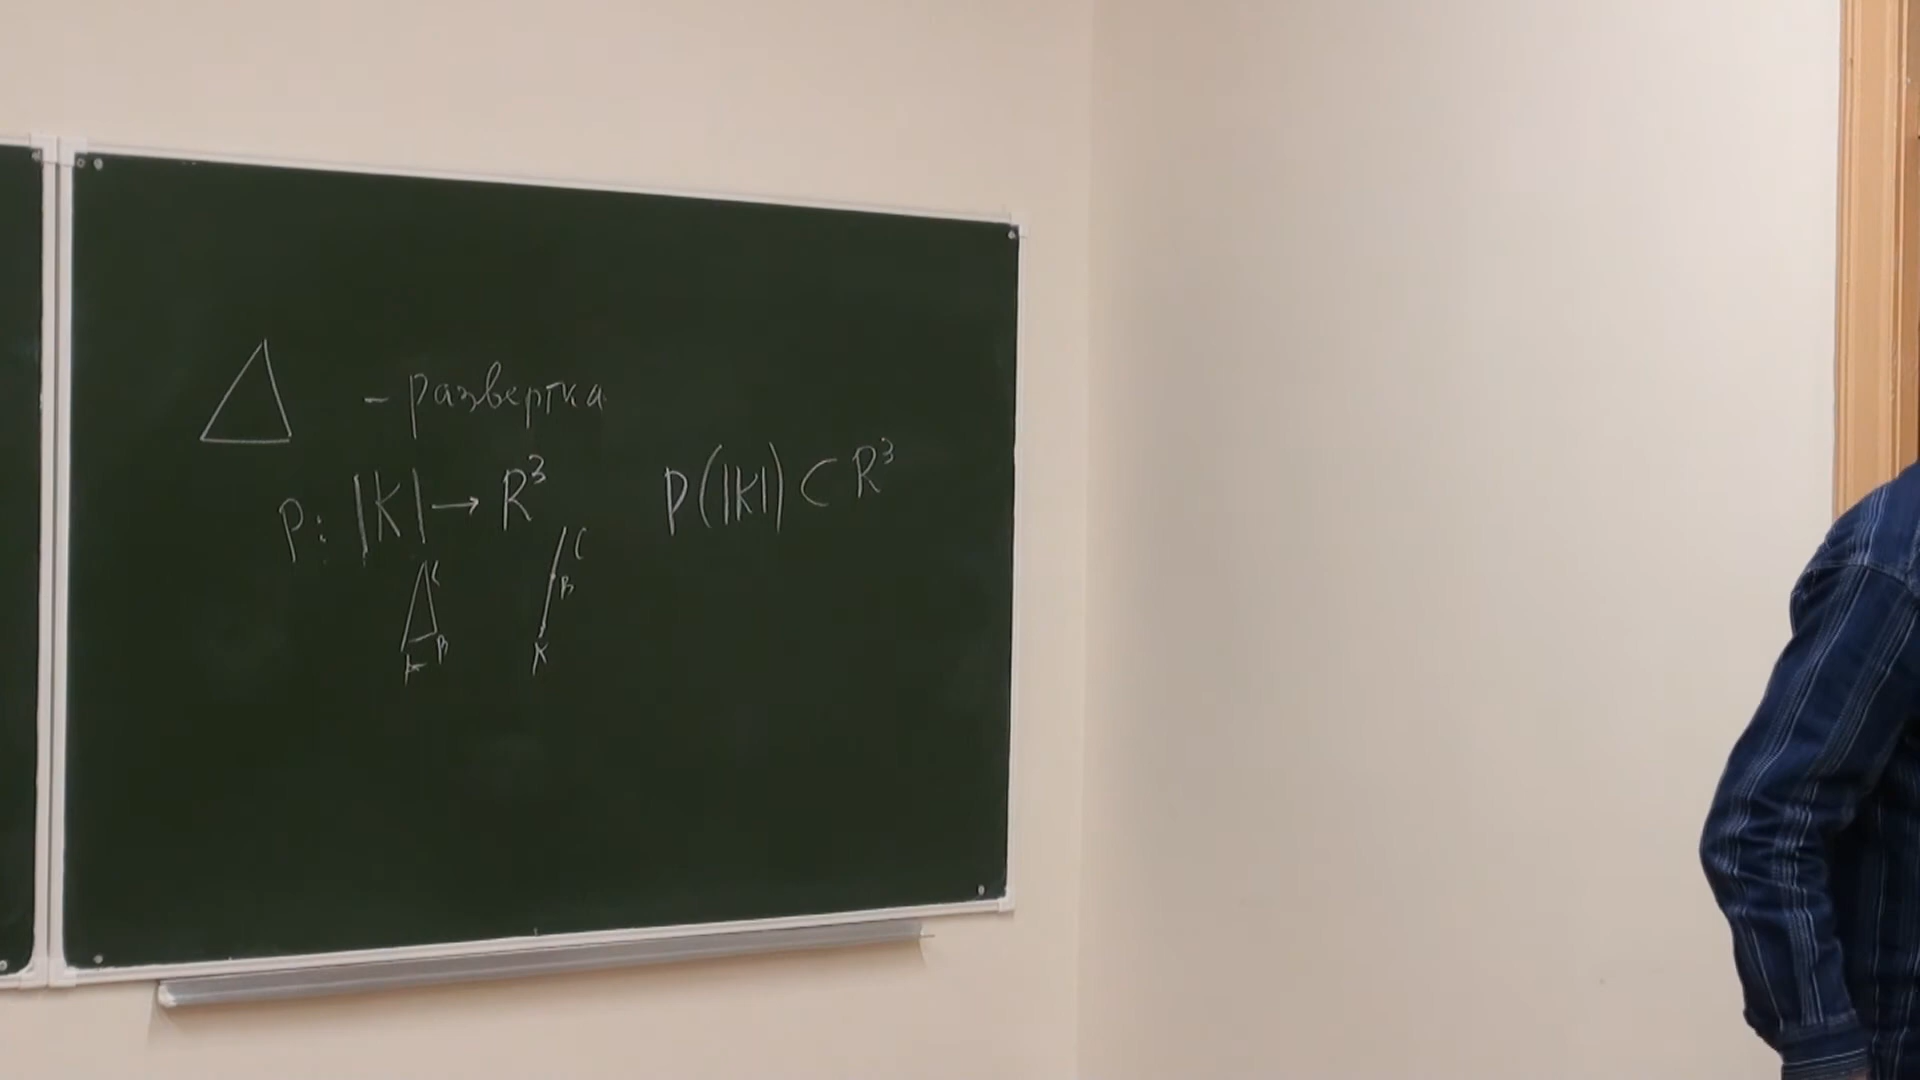 - развертка
P: |K| → R³ P(|K|) ⊂ R³
C C
B
A B
A